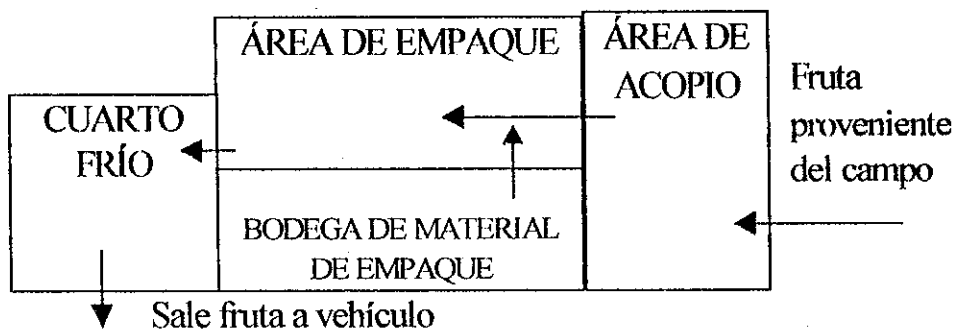 ÁREA DE EMPAQUE
ÁREA DE
ACOPIO
Fruta
proveniente
del campo
CUARTO
FRÍO
BODEGA DE MATERIAL
DE EMPAQUE
Sale fruta a vehículo